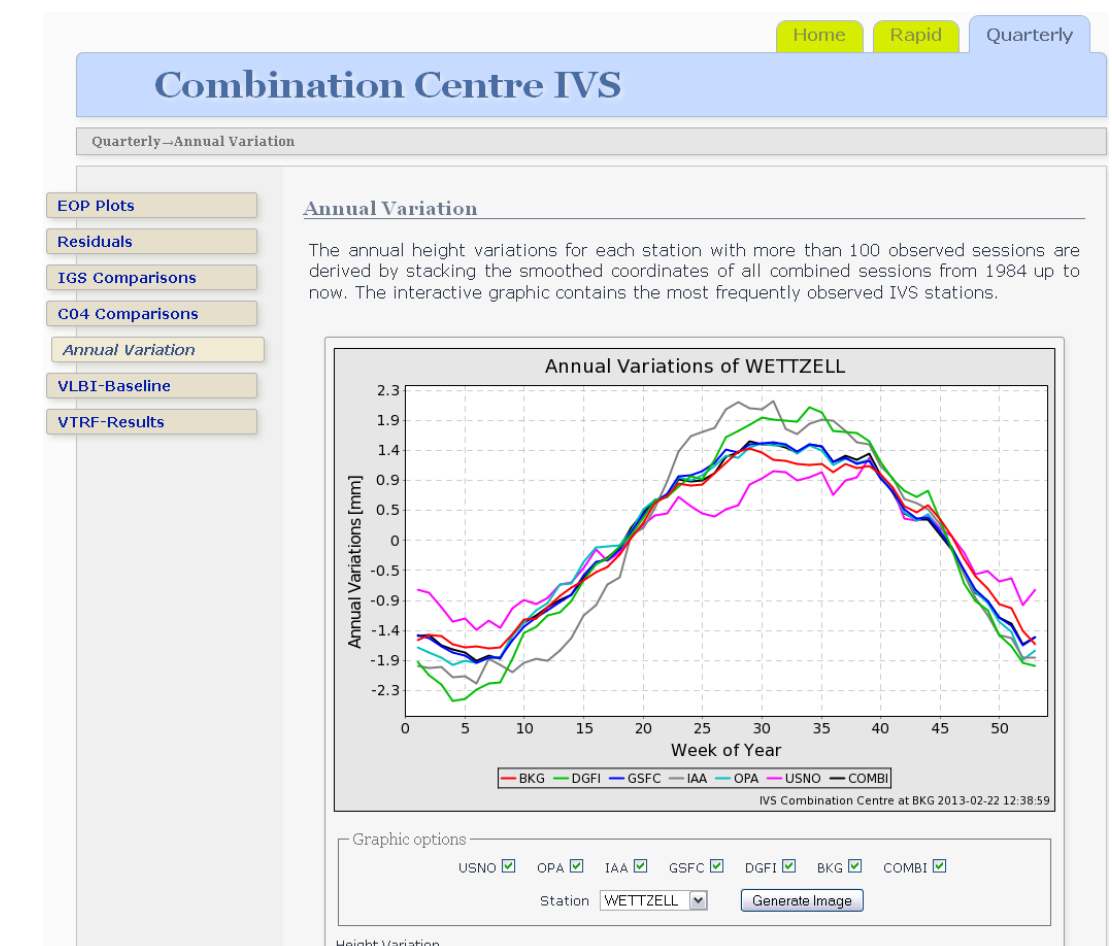 Home Rapid Quarterly
Combination Centre IVS
Quarterly→Annual Variation
EOP Plots
Residuals
IGS Comparisons
C04 Comparisons
Annual Variation
VLBI-Baseline
VTRF-Results
Annual Variation
The annual height variations for each station with more than 100 observed sessions are
derived by stacking the smoothed coordinates of all combined sessions from 1984 up to
now. The interactive graphic contains the most frequently observed IVS stations.
Annual Variations of WETTZELL
Annual Variations [mm]
2.3
1.9
1.4
0.9
0.5
0
-0.5
-0.9
-1.4
-1.9
-2.3
0 5 10 15 20 25 30 35 40 45 50
Week of Year
BKG DGFI GSFC IAA OPA USNO COMBI
IVS Combination Centre at BKG 2013-02-22 12:38:59
Graphic options
USNO OPA IAA GSFC DGFI BKG COMBI
Station WETTZELL Generate Image
Height Variation